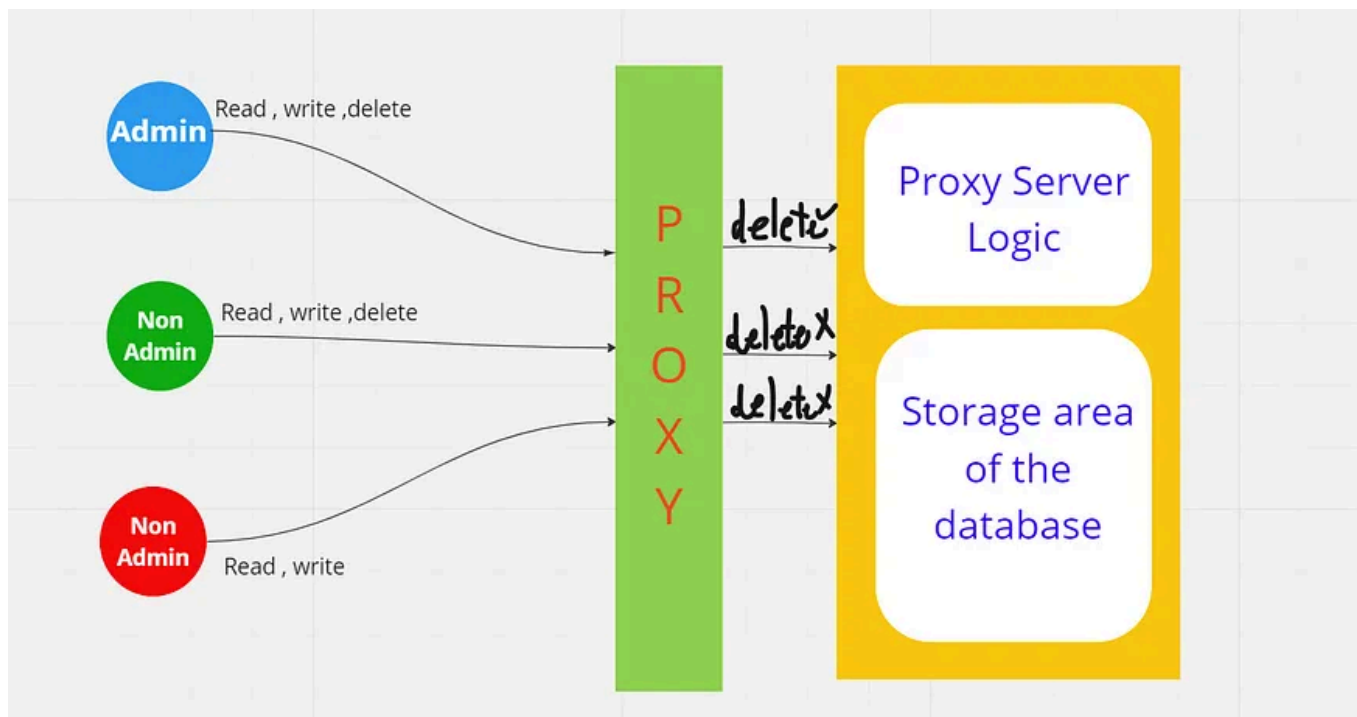 Admin
Read , write ,delete
Non
Admin
Read , write ,delete
Non
Admin
Read , write
P
R
O
X
Y
delete✓
delete X
delete X
Proxy Server
Logic
Storage area
of the
database